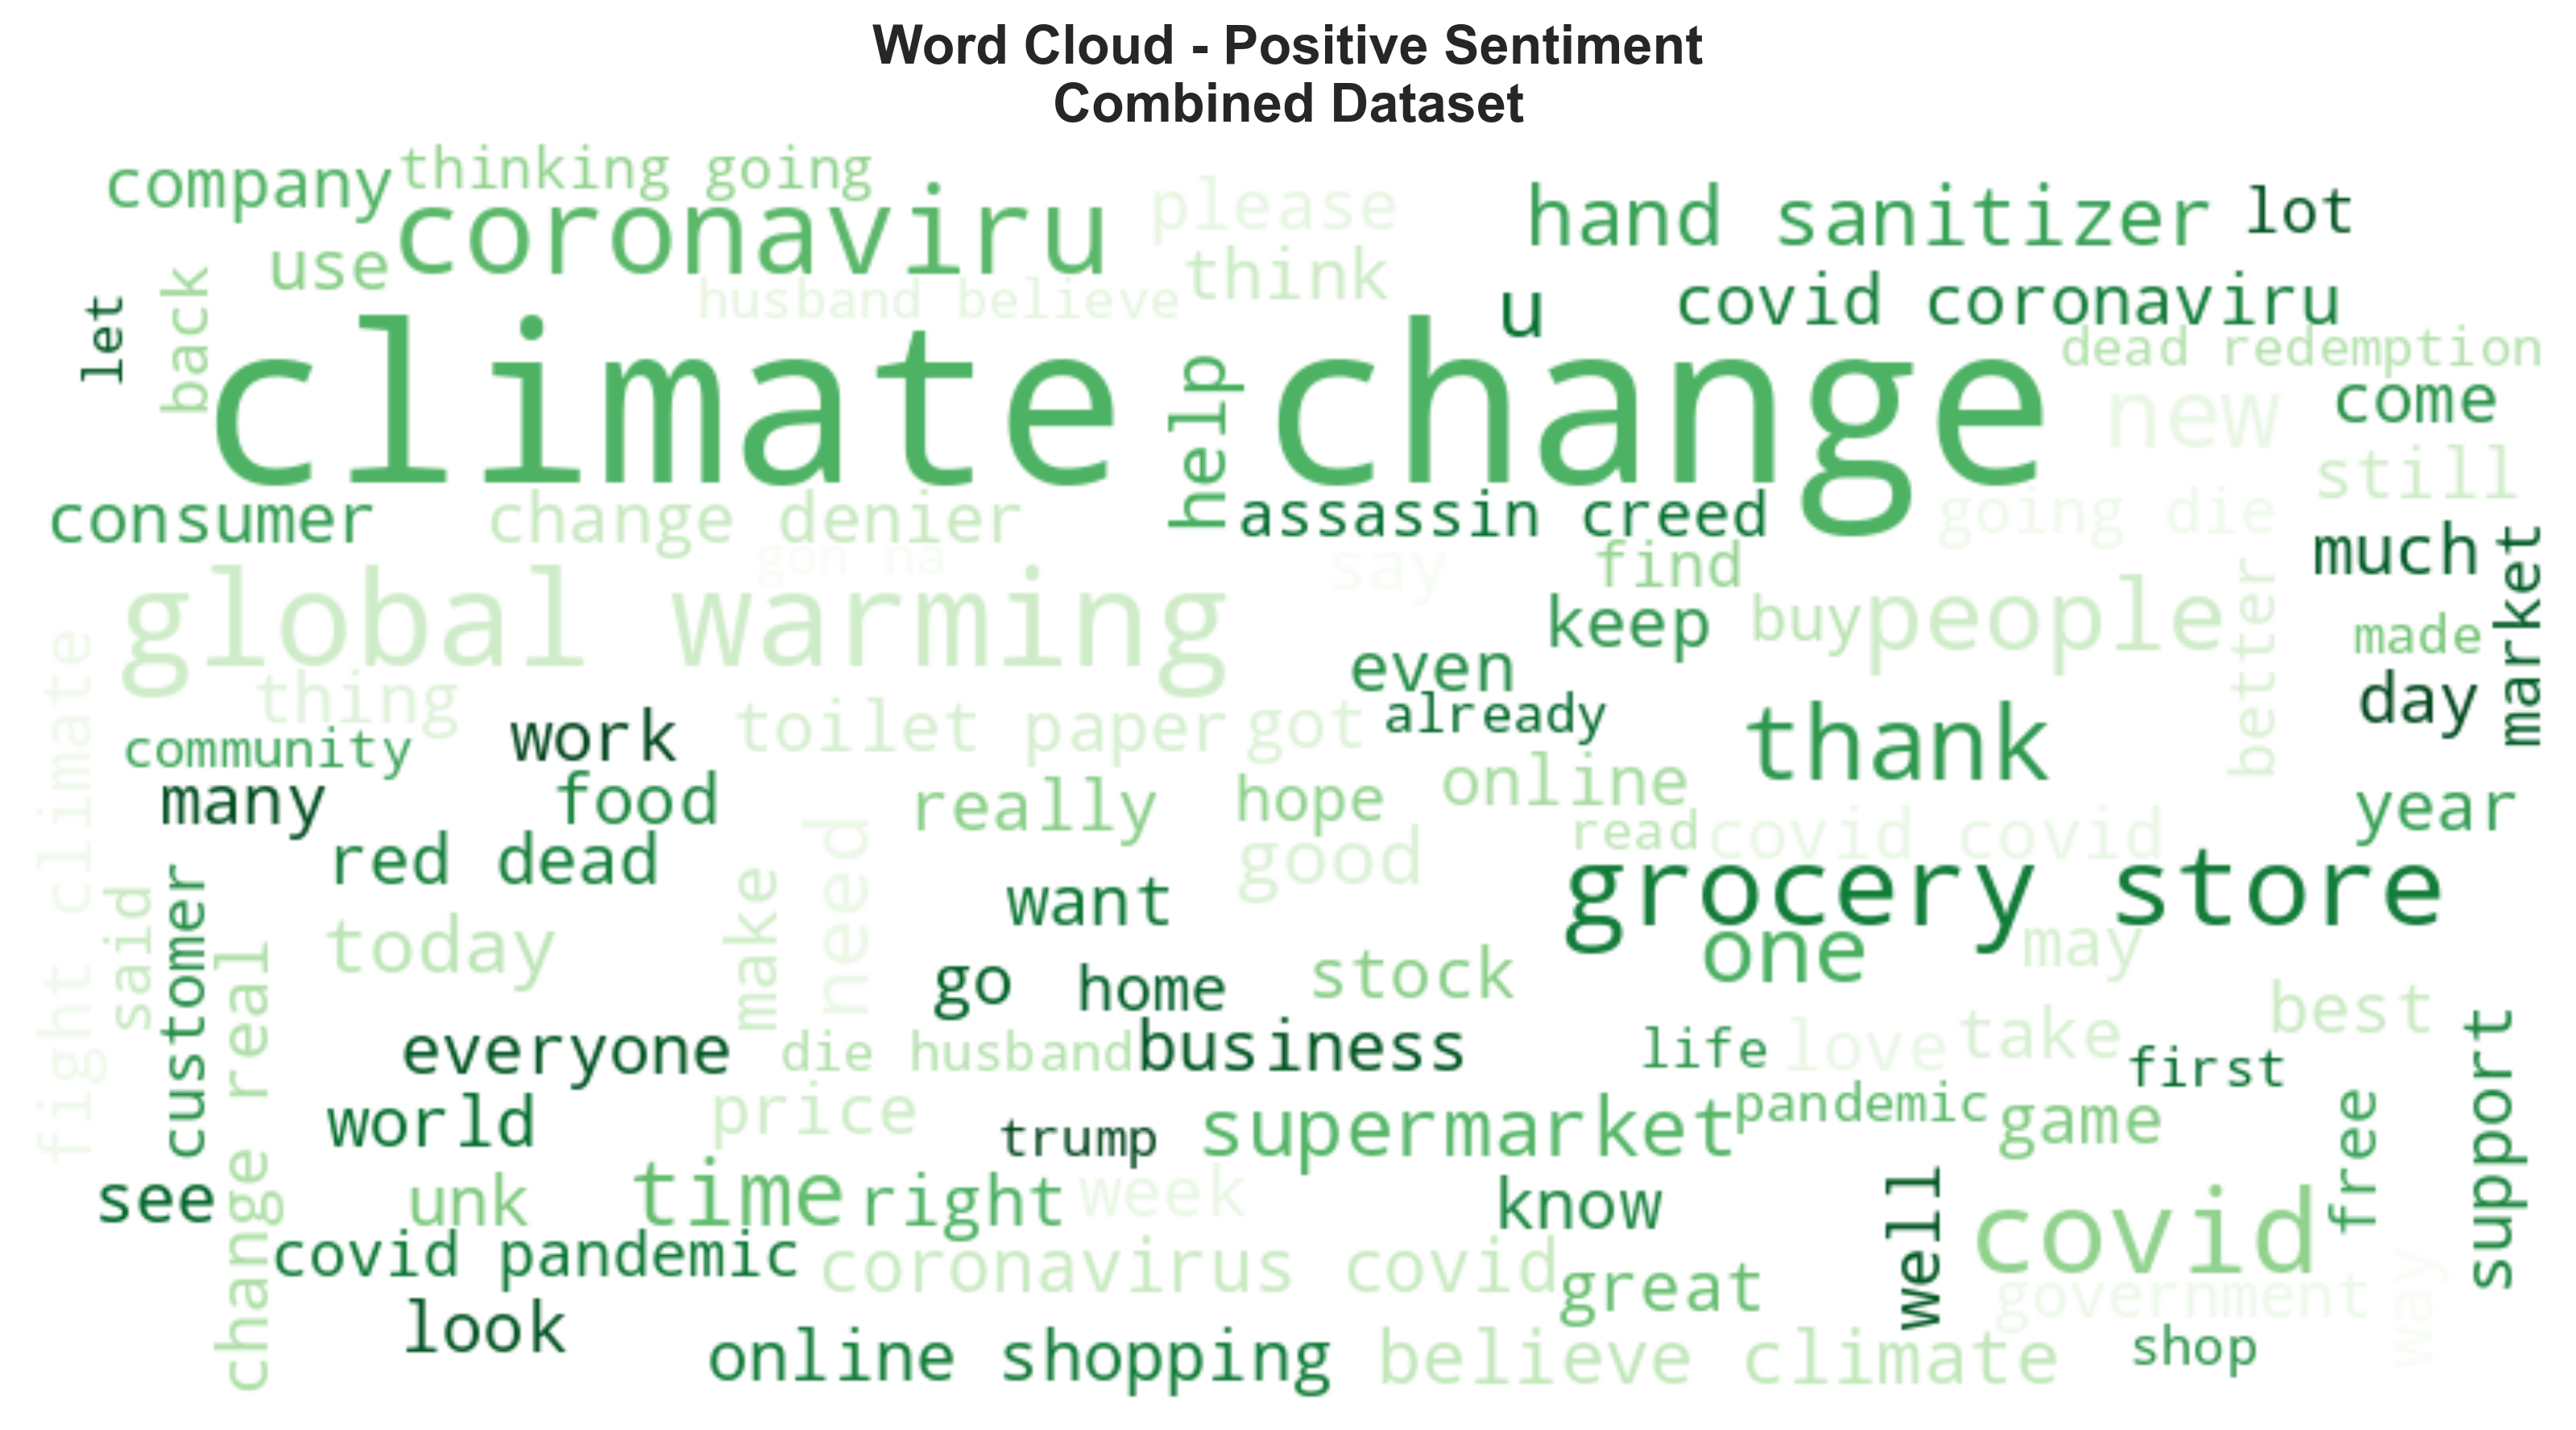 Word Cloud - Positive Sentiment
Combined Dataset
company
thinking going
coronaviru
please
hand sanitizer
lot
use
back
let
husband believe
think
u
covid coronaviru
dead redemption
climate change
help
new
come
still
consumer
change denier
assassin creed
going die
gon na
say
find
much
market
global warming
keep
buy
people
better
made
thing
even
already
day
fight climate
community
work
toilet paper
got
thank
many
food
really
hope
online
year
read
covid covid
red dead
need
good
grocery store
customer
said
today
make
want
one
may
change real
go
home
stock
best
everyone
die husband
business
life
love
take
first
support
world
price
trump
supermarket
pandemic
game
free
see
unk
time
right
week
know
well
covid
covid pandemic
coronavirus covid
great
government
way
look
online shopping
believe climate
shop